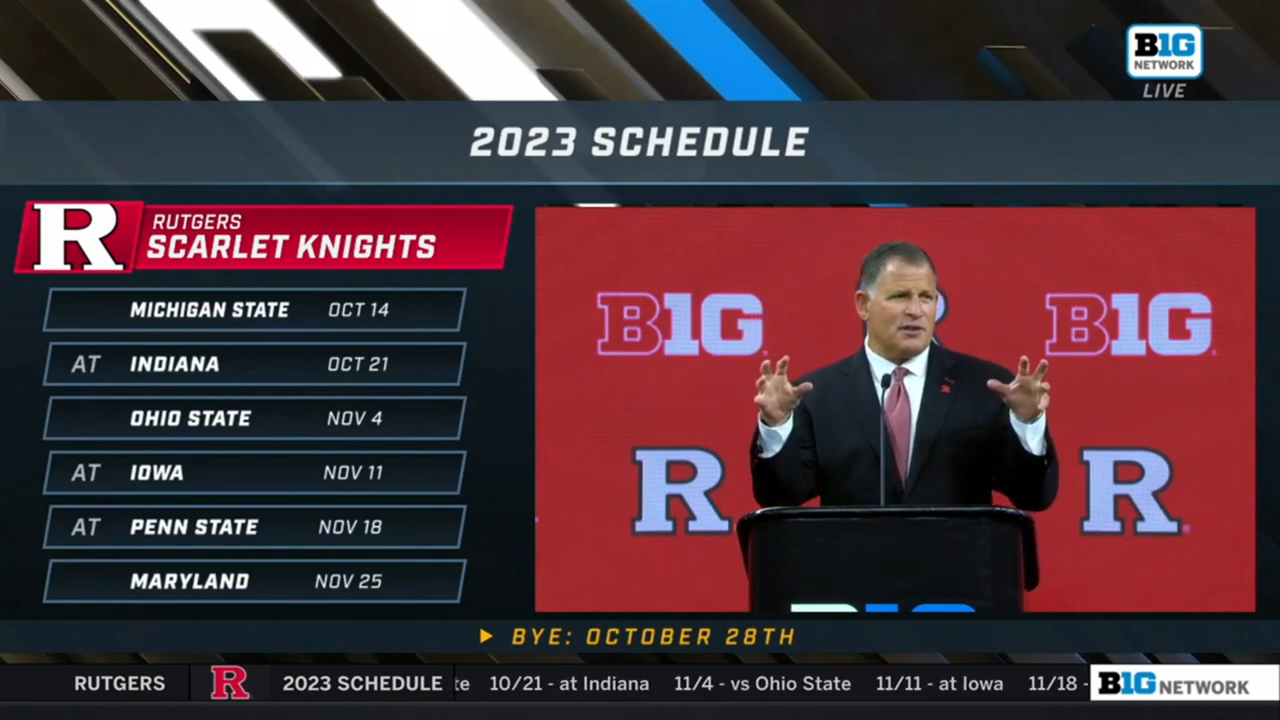 B1G
NETWORK
LIVE
2023 SCHEDULE
R
RUTGERS
SCARLET KNIGHTS
MICHIGAN STATE OCT 14
AT INDIANA OCT 21
OHIO STATE NOV 4
AT IOWA NOV 11
AT PENN STATE NOV 18
MARYLAND NOV 25
B1G B1G
R R
BYE: OCTOBER 28TH
RUTGERS R 2023 SCHEDULE te 10/21 - at Indiana 11/4 - vs Ohio State 11/11 - at Iowa 11/18 - B1G NETWORK